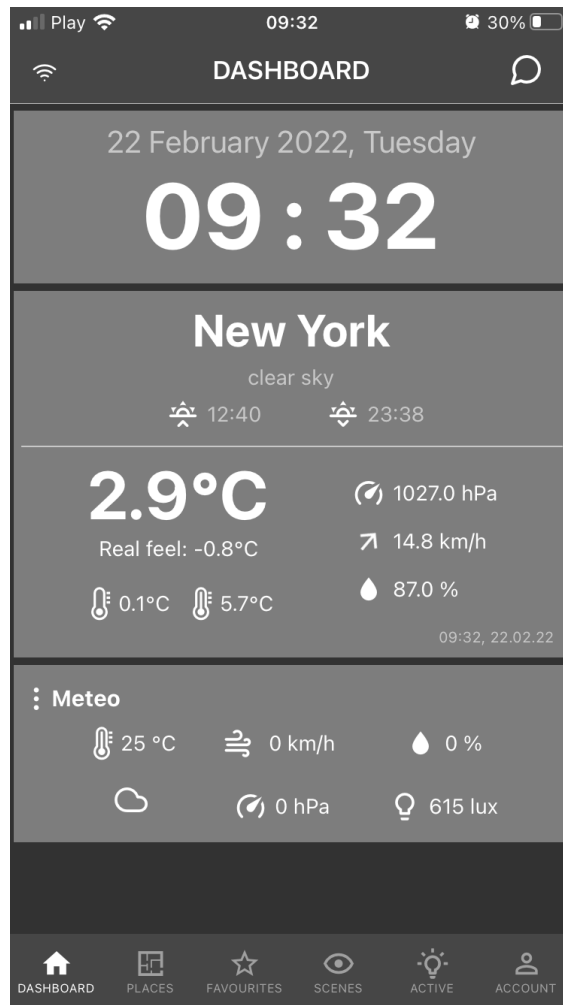 Play 09:32 30%
DASHBOARD
22 February 2022, Tuesday
09 : 32
New York
clear sky
12:40 23:38
2.9°C
Real feel: -0.8°C
0.1°C 5.7°C
1027.0 hPa
14.8 km/h
87.0 %
09:32, 22.02.22
Meteo
25 °C 0 km/h 0 %
0 hPa 615 lux
DASHBOARD PLACES FAVOURITES SCENES ACTIVE ACCOUNT